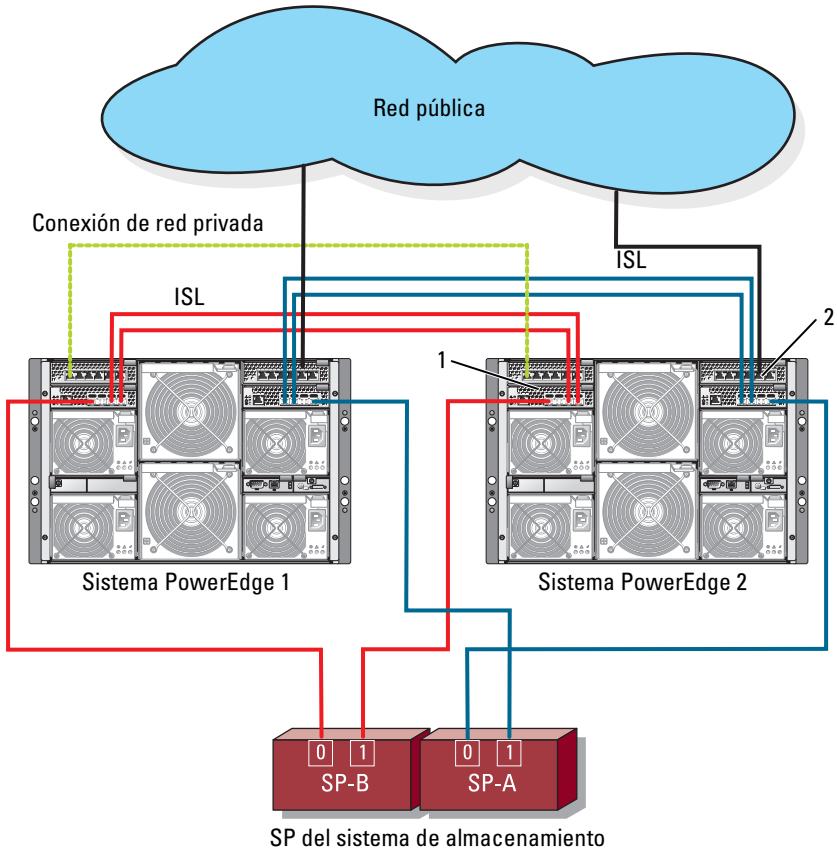 Red pública
Conexión de red privada
ISL
ISL
2
1
Sistema PowerEdge 1
Sistema PowerEdge 2
0 1
0 1
SP-B
SP-A
SP del sistema de almacenamiento